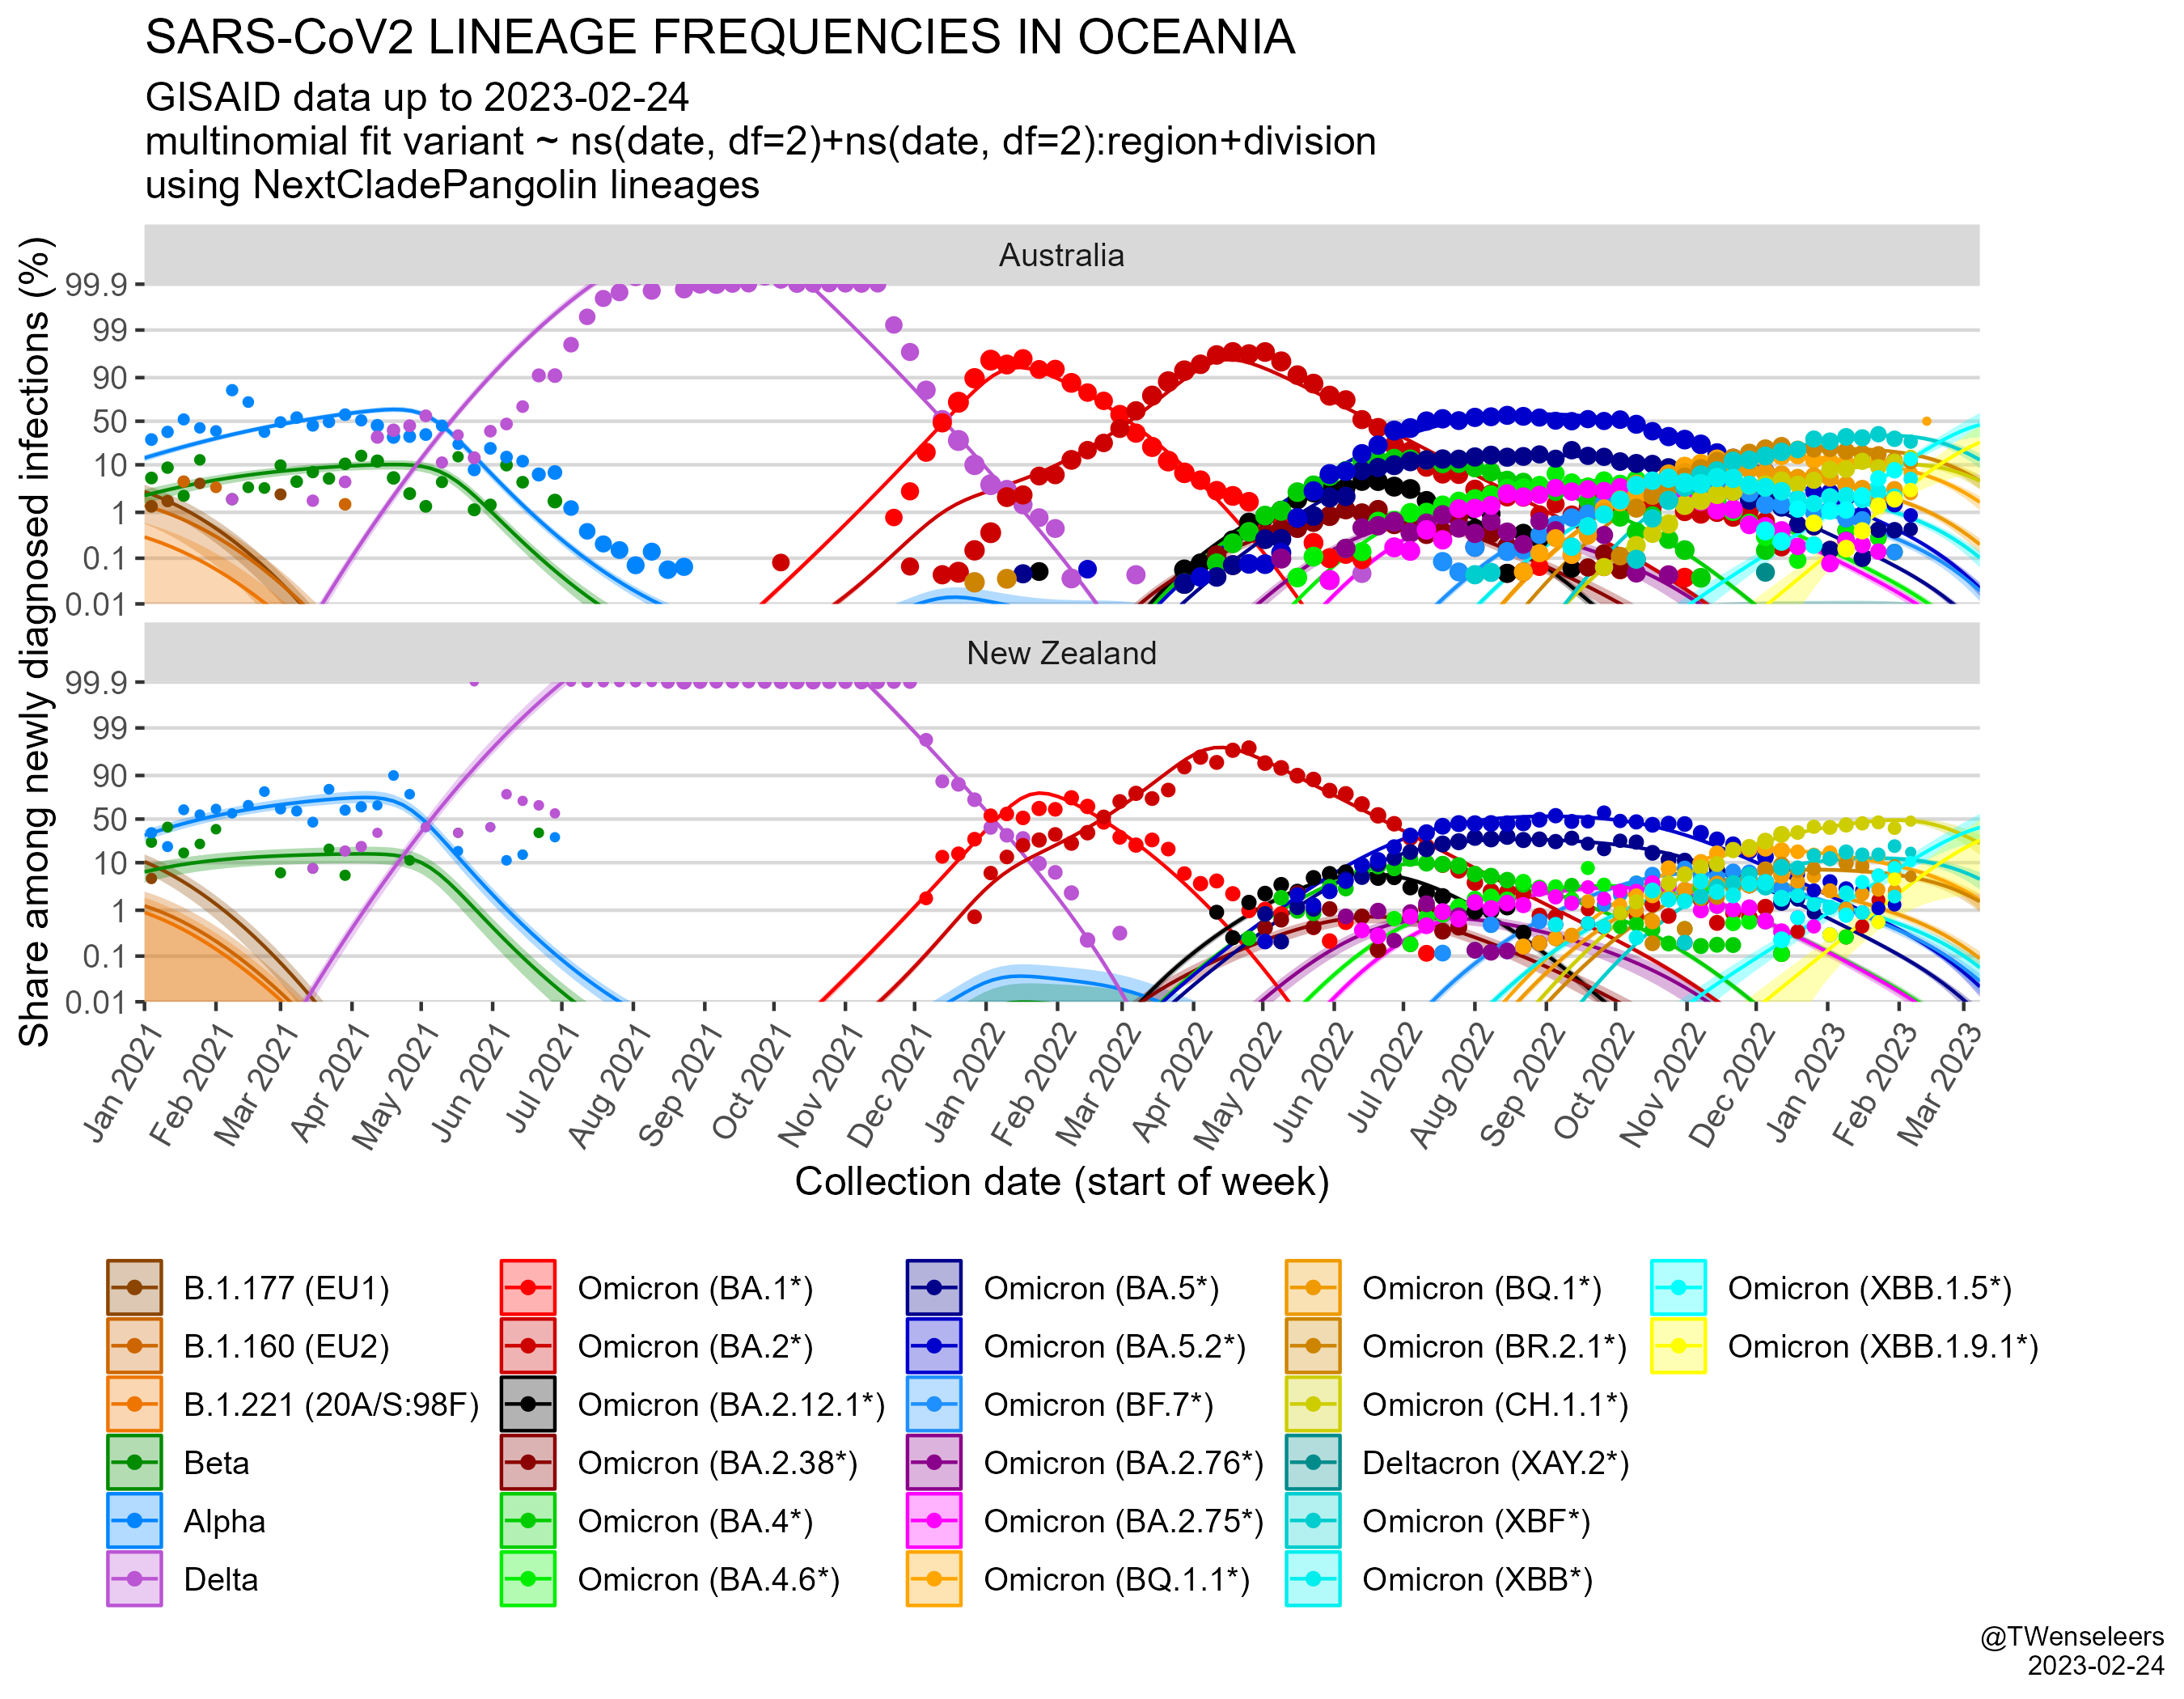 SARS-CoV2 LINEAGE FREQUENCIES IN OCEANIA
GISAID data up to 2023-02-24
multinomial fit variant ~ ns(date, df=2)+ns(date, df=2):region+division
using NextCladePangolin lineages
Share among newly diagnosed infections (%)
Australia
99.9
99
90
50
10
1
0.1
0.01
New Zealand
99.9
99
90
50
10
1
0.1
0.01
Jan 2021
Feb 2021
Mar 2021
Apr 2021
May 2021
Jun 2021
Jul 2021
Aug 2021
Sep 2021
Oct 2021
Nov 2021
Dec 2021
Jan 2022
Feb 2022
Mar 2022
Apr 2022
May 2022
Jun 2022
Jul 2022
Aug 2022
Sep 2022
Oct 2022
Nov 2022
Dec 2022
Jan 2023
Feb 2023
Mar 2023
Collection date (start of week)
B.1.177 (EU1)
B.1.160 (EU2)
B.1.221 (20A/S:98F)
Beta
Alpha
Delta
Omicron (BA.1*)
Omicron (BA.2*)
Omicron (BA.2.12.1*)
Omicron (BA.2.38*)
Omicron (BA.4*)
Omicron (BA.4.6*)
Omicron (BA.5*)
Omicron (BA.5.2*)
Omicron (BF.7*)
Omicron (BA.2.76*)
Omicron (BA.2.75*)
Omicron (BQ.1.1*)
Omicron (BQ.1*)
Omicron (BR.2.1*)
Omicron (CH.1.1*)
Deltacron (XAY.2*)
Omicron (XBF*)
Omicron (XBB*)
Omicron (XBB.1.5*)
Omicron (XBB.1.9.1*)
@TWenseleers
2023-02-24